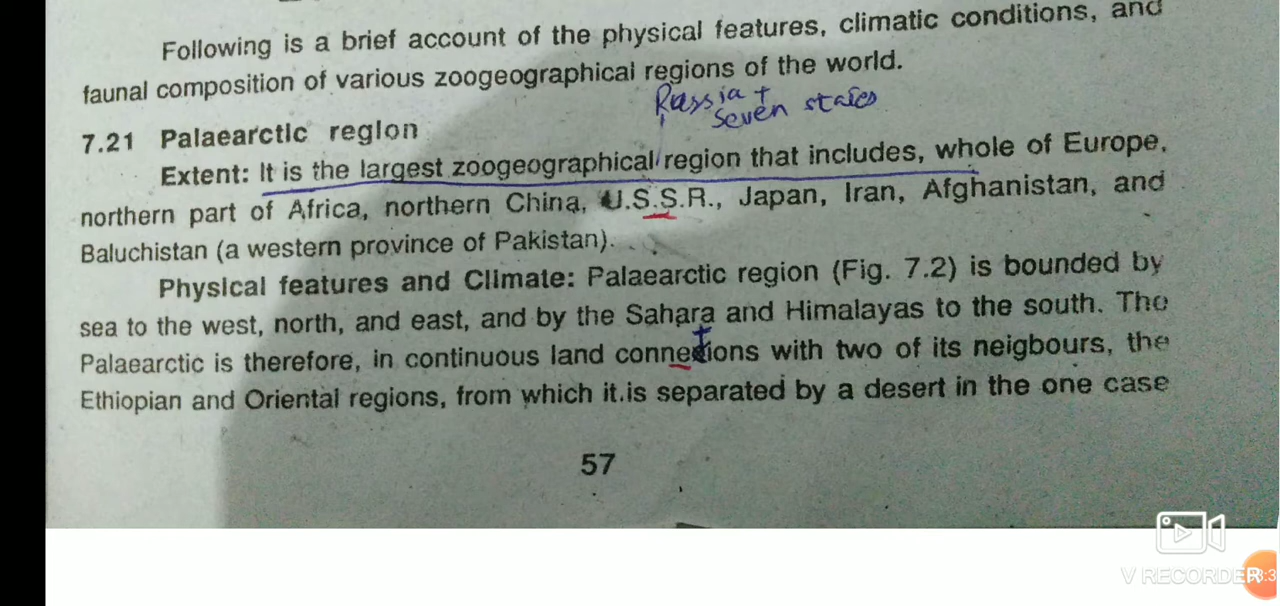 Following is a brief account of the physical features, climatic conditions, and
faunal composition of various zoogeographical regions of the world.
Russia +
seven states
7.21 Palaearctic region
Extent: It is the largest zoogeographical region that includes, whole of Europe,
northern part of Africa, northern China, U.S.S.R., Japan, Iran, Afghanistan, and
Baluchistan (a western province of Pakistan).
Physical features and Climate: Palaearctic region (Fig. 7.2) is bounded by
sea to the west, north, and east, and by the Sahara and Himalayas to the south. The
Palaearctic is therefore, in continuous land connetions with two of its neigbours, the
Ethiopian and Oriental regions, from which it.is separated by a desert in the one case
57
V RECORDER